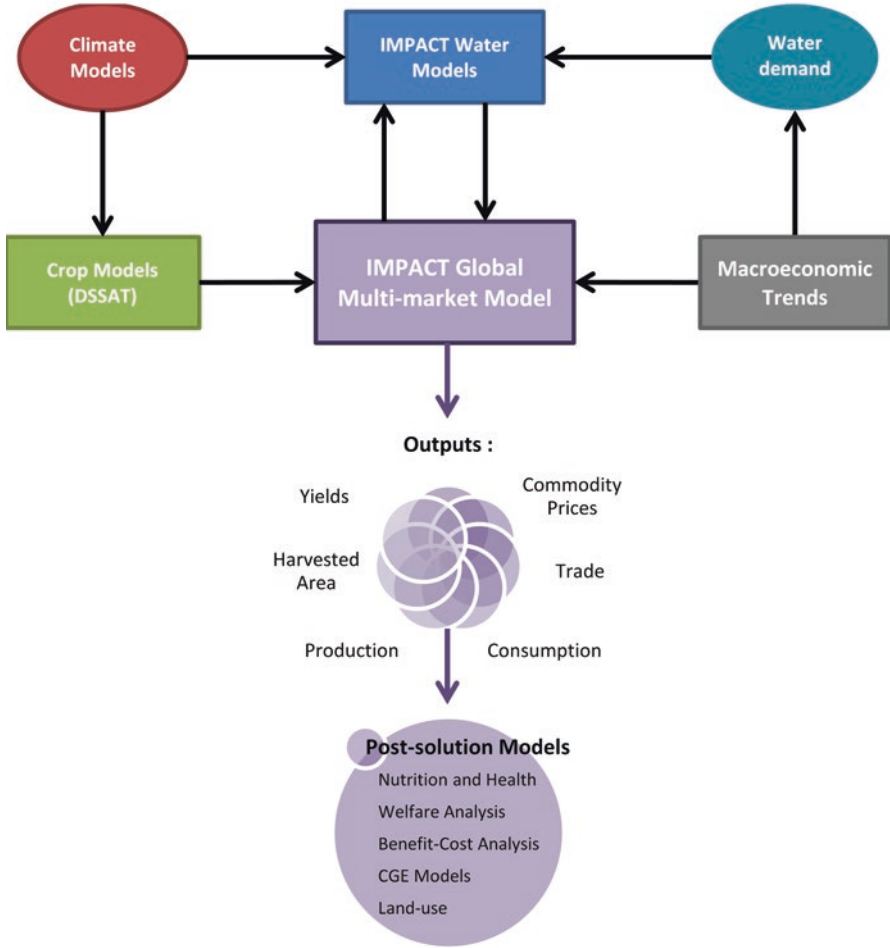 Climate
Models
IMPACT Water
Models
Water
demand
Crop Models
(DSSAT)
IMPACT Global
Multi-market Model
Macroeconomic
Trends
Outputs :
Yields
Commodity
Prices
Harvested
Area
Trade
Production
Consumption
Post-solution Models
Nutrition and Health
Welfare Analysis
Benefit-Cost Analysis
CGE Models
Land-use